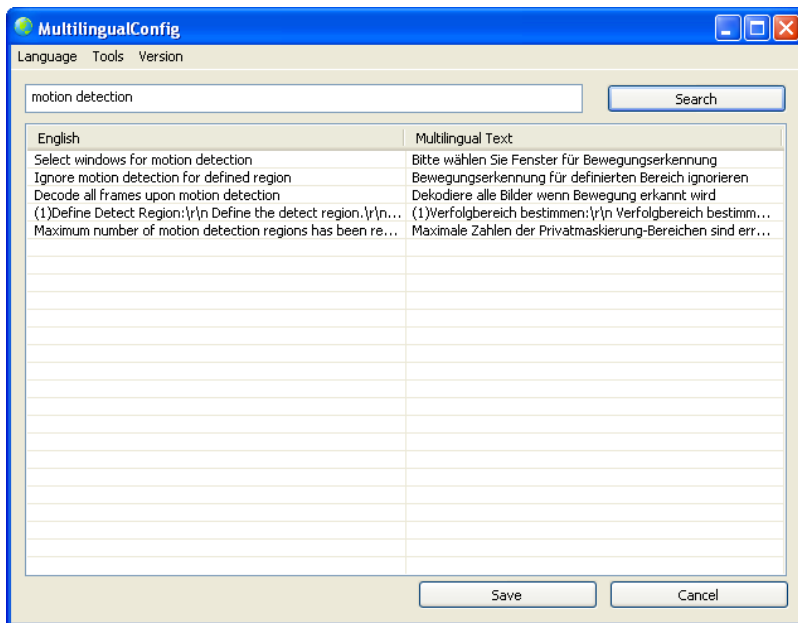 MultilingualConfig
Language Tools Version
motion detection Search
English Multilingual Text
Select windows for motion detection Bitte wählen Sie Fenster für Bewegungserkennung
Ignore motion detection for defined region Bewegungserkennung für definierten Bereich ignorieren
Decode all frames upon motion detection Dekodiere alle Bilder wenn Bewegung erkannt wird
(1)Define Detect Region:\r\n Define the detect region.\r\n... (1)Verfolgbereich bestimmen:\r\n Verfolgbereich bestimm...
Maximum number of motion detection regions has been re... Maximale Zahlen der Privatmaskierung-Bereichen sind err...
Save Cancel